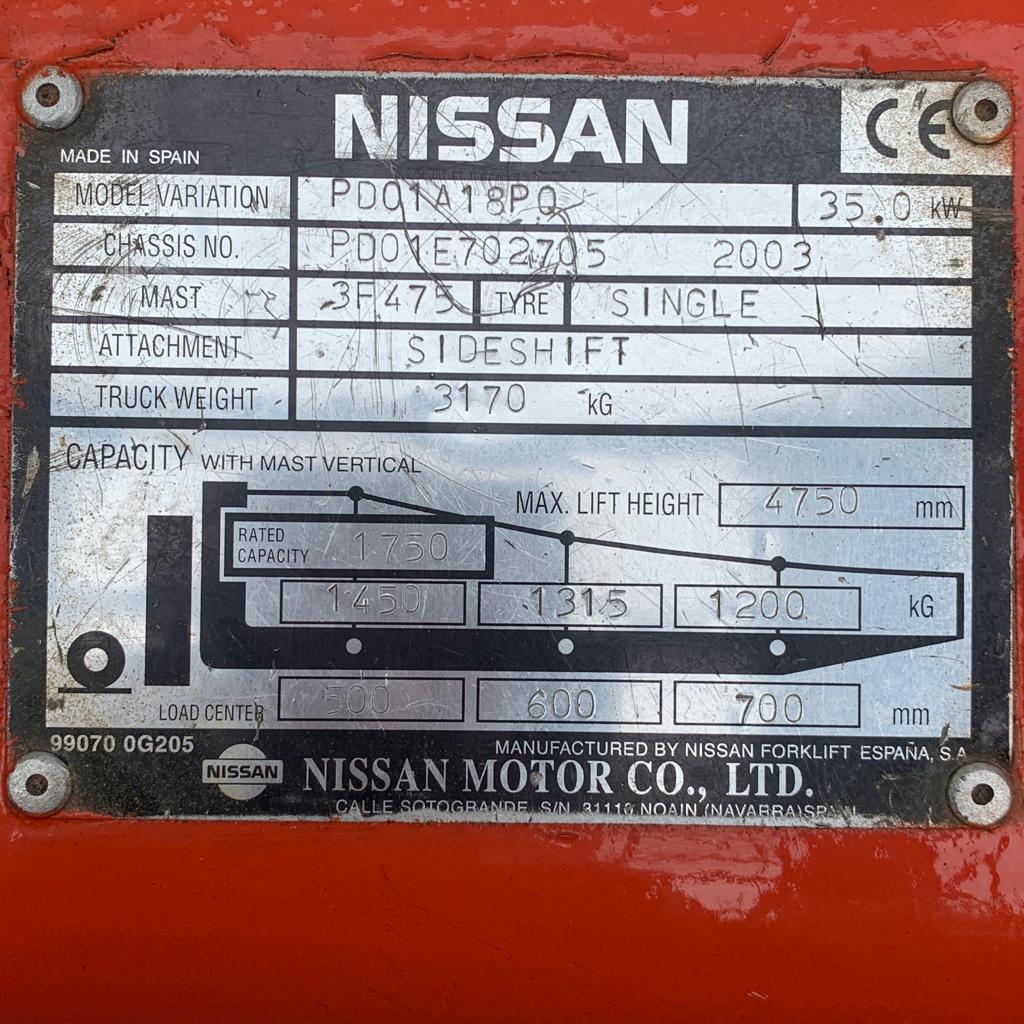 NISSAN
CE
MADE IN SPAIN
MODEL VARIATION PD01A18PQ 35.0 kW
CHASSIS NO. PD01E702705 2003
MAST 3F475 TYRE SINGLE
ATTACHMENT SIDESHIFT
TRUCK WEIGHT 3170 kG
CAPACITY WITH MAST VERTICAL
MAX. LIFT HEIGHT 4750 mm
RATED CAPACITY 1750
1450 1315 1200 kG
LOAD CENTER 500 600 700 mm
99070 0G205
MANUFACTURED BY NISSAN FORKLIFT ESPAÑA, S.A
NISSAN NISSAN MOTOR CO., LTD.
CALLE SOTOGRANDE, S/N, 31110 NOAIN (NAVARRA)